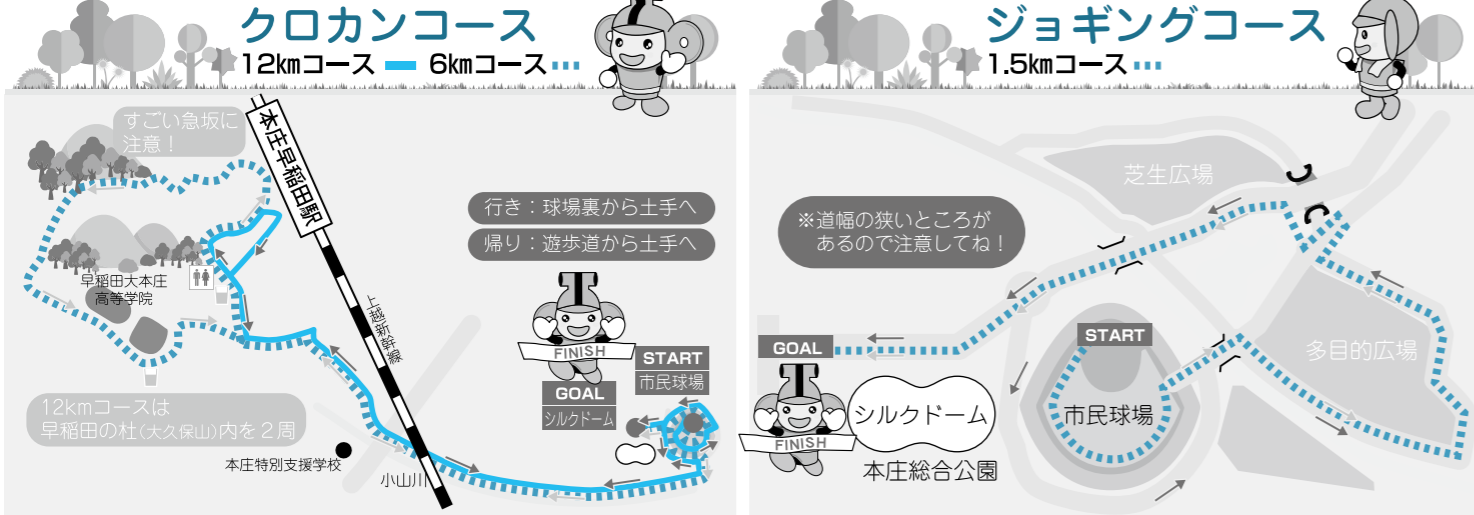 クロカンコース
12kmコース 6kmコース
すごい急坂に
注意！
本庄早稲田駅
行き：球場裏から土手へ
帰り：遊歩道から土手へ
早稲田大本庄
高等学院
上越新幹線
FINISH
START
市民球場
GOAL
シルクドーム
12kmコースは
早稲田の杜(大久保山)内を２周
本庄特別支援学校
小山川
ジョギングコース
1.5kmコース
芝生広場
※道幅の狭いところが
あるので注意してね！
GOAL
START
多目的広場
シルクドーム
市民球場
FINISH
本庄総合公園